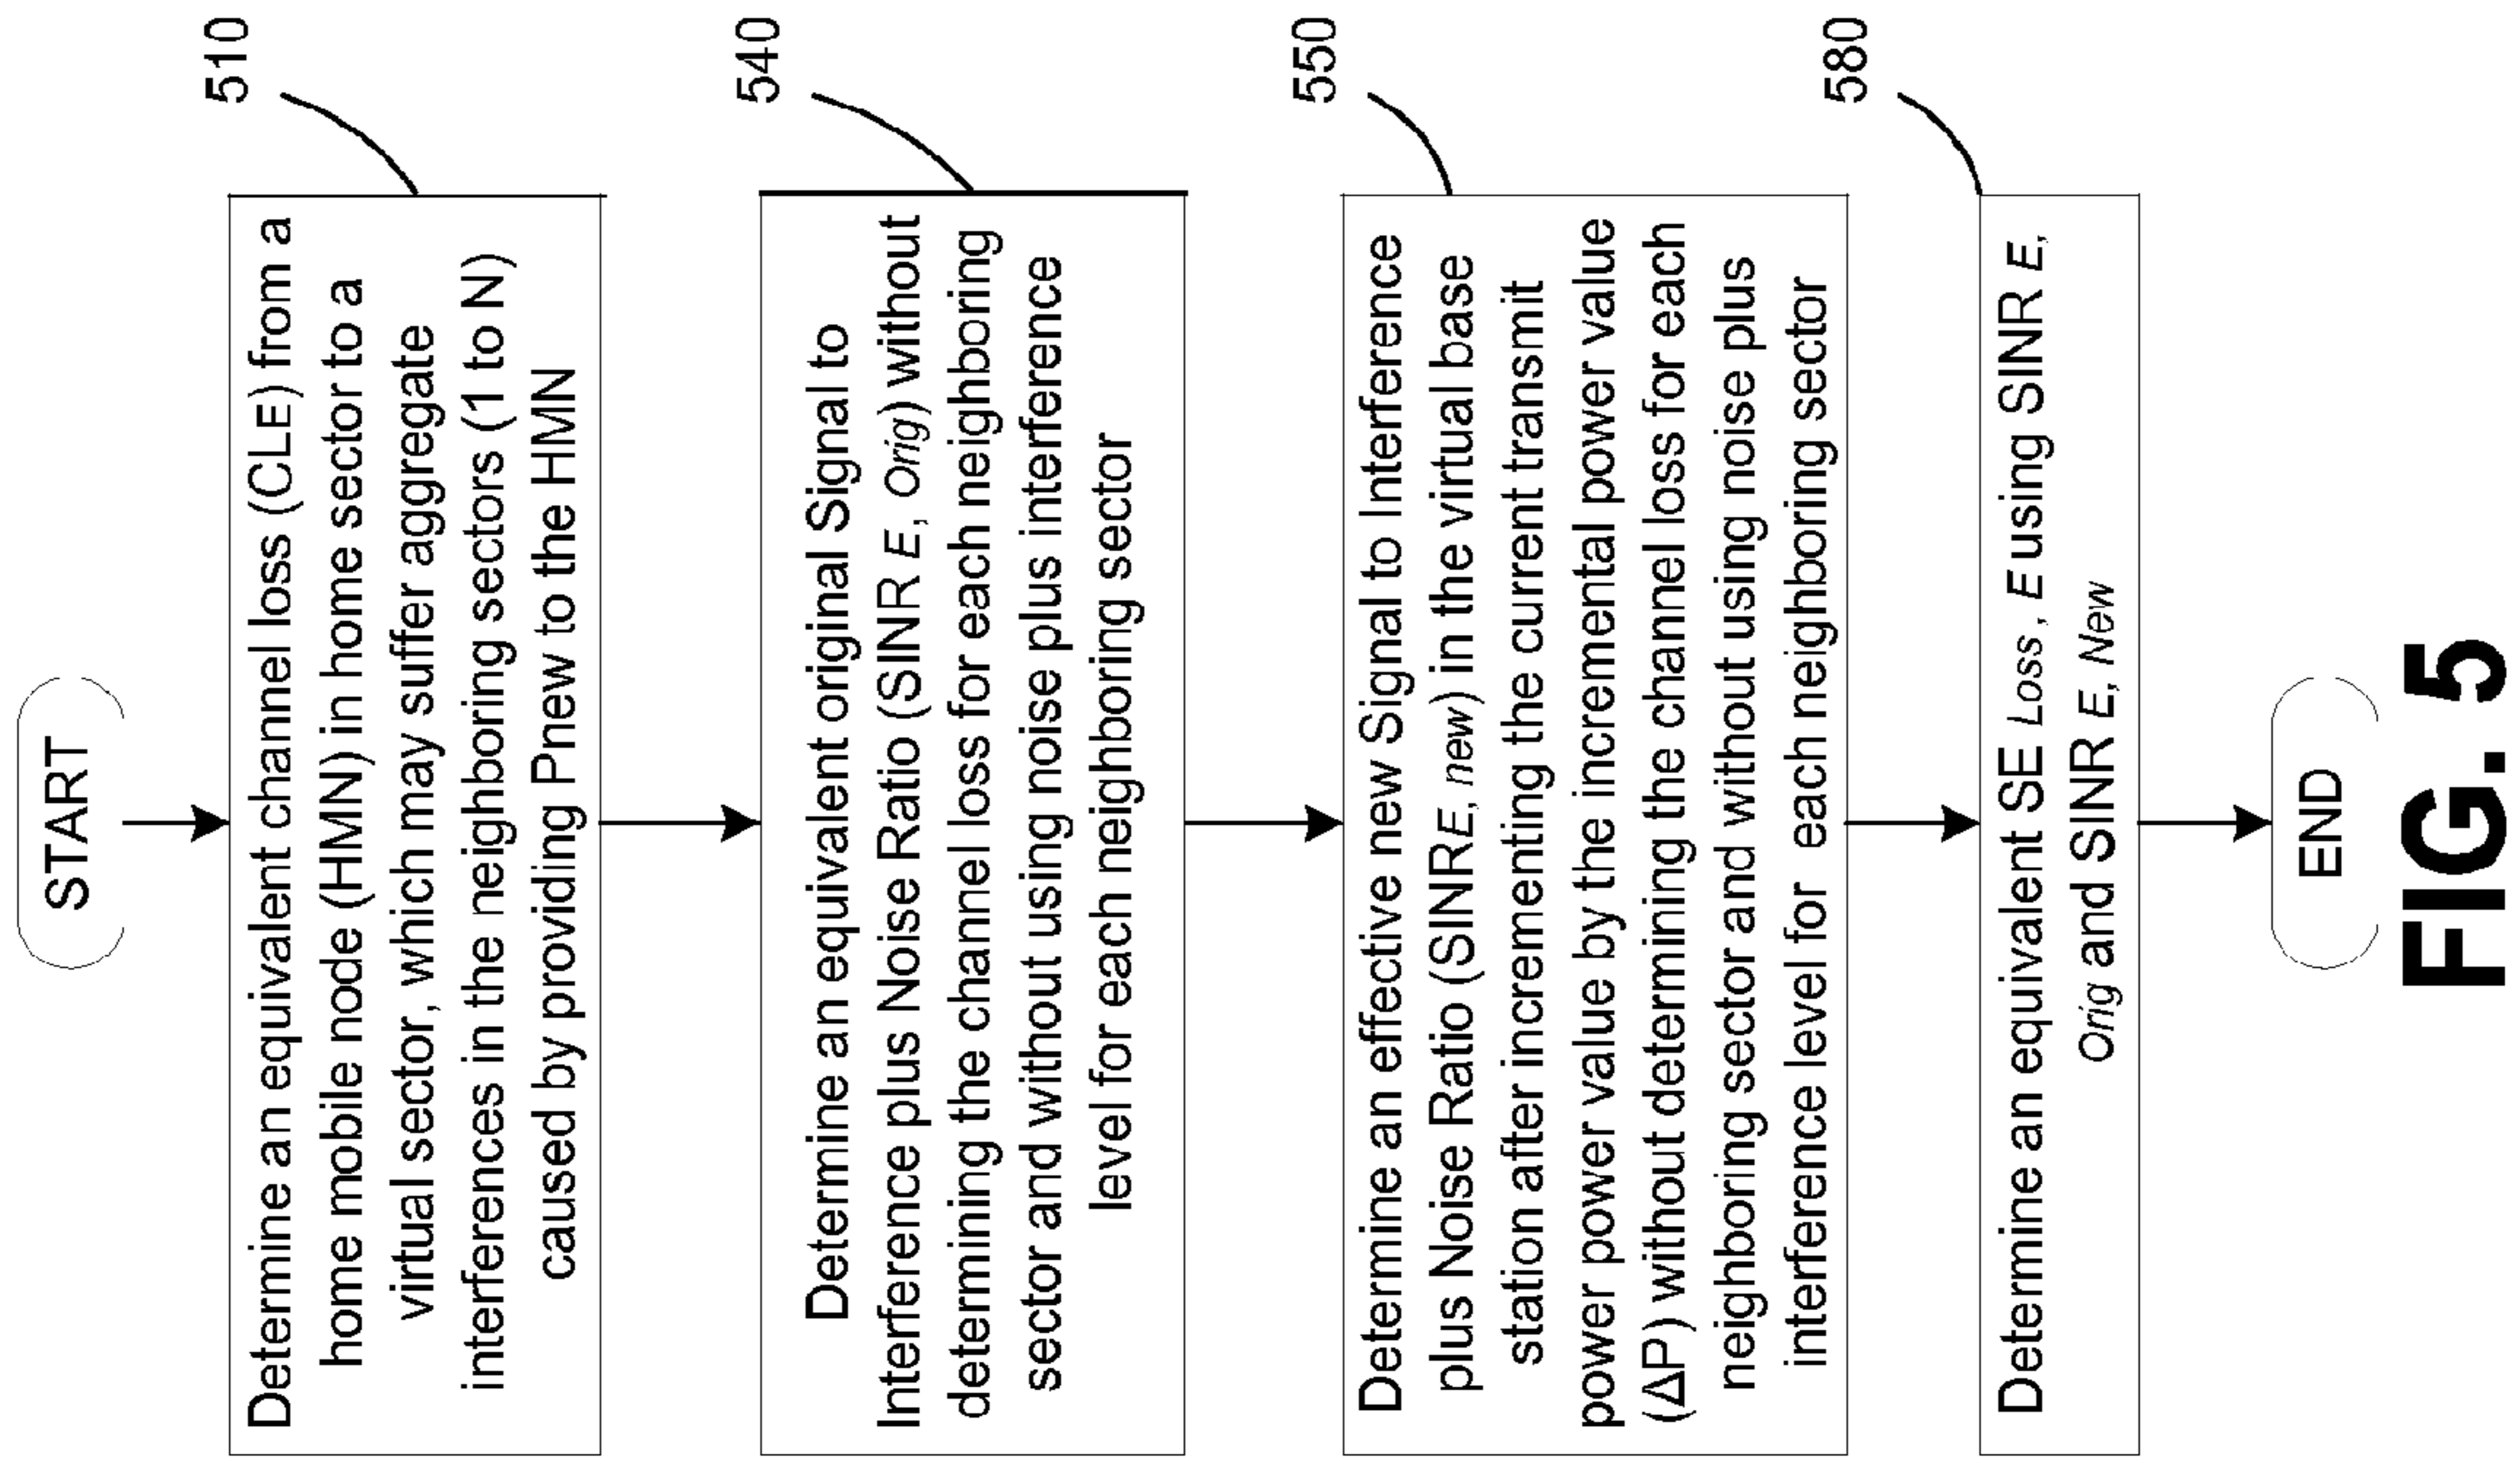 START
510
Determine an equivalent channel loss (CLE) from a
home mobile node (HMN) in home sector to a
virtual sector, which may suffer aggregate
interferences in the neighboring sectors (1 to N)
caused by providing Pnew to the HMN
540
Determine an equivalent original Signal to
Interference plus Noise Ratio (SINR E, Orig) without
determining the channel loss for each neighboring
sector and without using noise plus interference
level for each neighboring sector
550
Determine an effective new Signal to Interference
plus Noise Ratio (SINRE, new) in the virtual base
station after incrementing the current transmit
power power value by the incremental power value
(ΔP) without determining the channel loss for each
neighboring sector and without using noise plus
interference level for each neighboring sector
580
Determine an equivalent SE Loss, E using SINR E,
Orig and SINR E, New
END
FIG. 5